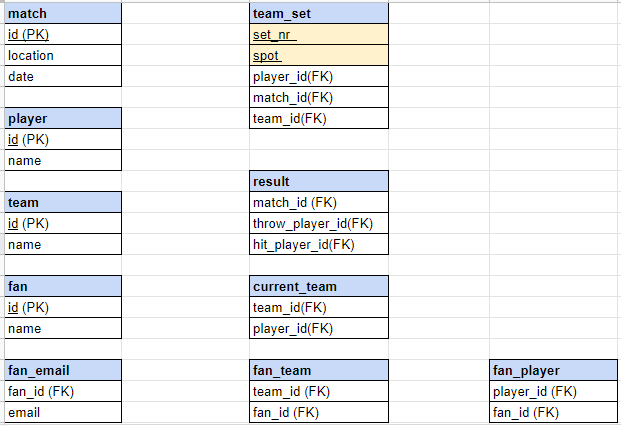 match
id (PK)
location
date
player
id (PK)
name
team
id (PK)
name
fan
id (PK)
name
fan_email
fan_id (FK)
email
team_set
set_nr
spot
player_id(FK)
match_id(FK)
team_id(FK)
result
match_id (FK)
throw_player_id(FK)
hit_player_id(FK)
current_team
team_id(FK)
player_id(FK)
fan_team
team_id (FK)
fan_id (FK)
fan_player
player_id (FK)
fan_id (FK)